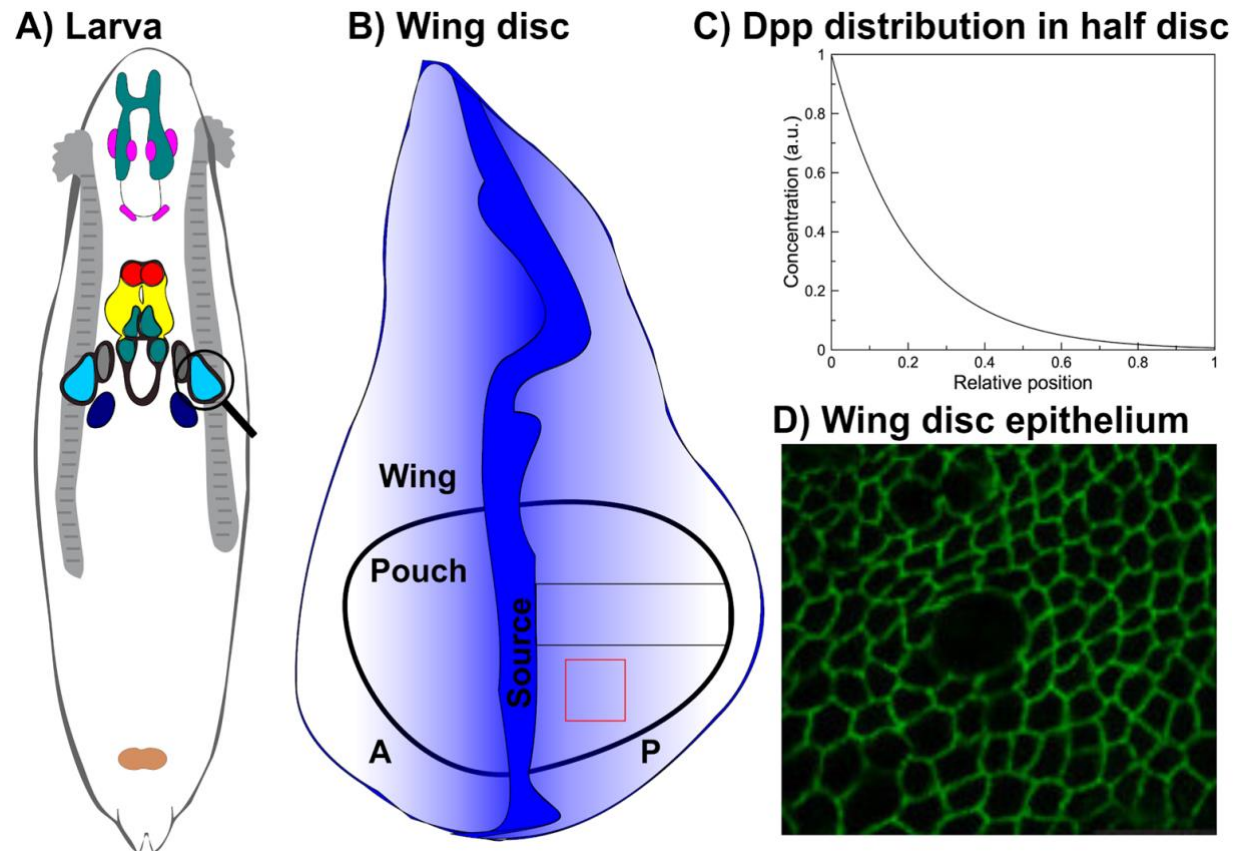 A) Larva
B) Wing disc
Wing
Pouch
Source
A
P
C) Dpp distribution in half disc
Concentration (a.u.)
1
0.8
0.6
0.4
0.2
0
0 0.2 0.4 0.6 0.8 1
Relative position
D) Wing disc epithelium